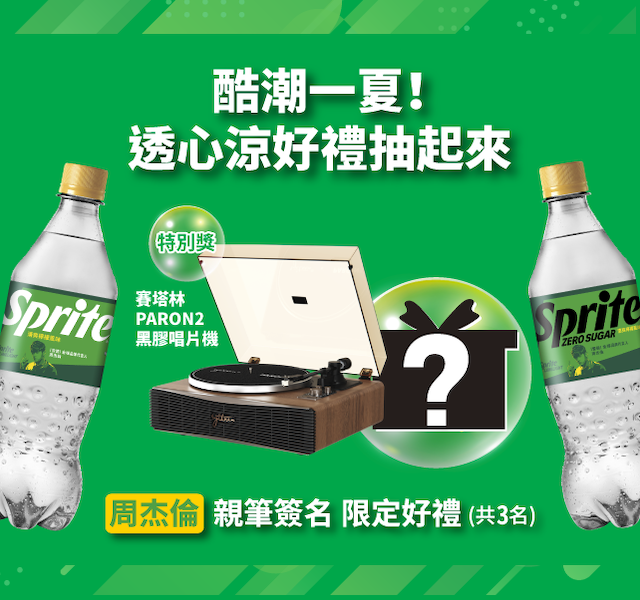 酷潮一夏！
透心涼好禮抽起來
特別獎
賽塔林
PARON2
黑膠唱片機
?
Sprite
Sprite
ZERO SUGAR
周杰倫 親筆簽名 限定好禮 (共3名)